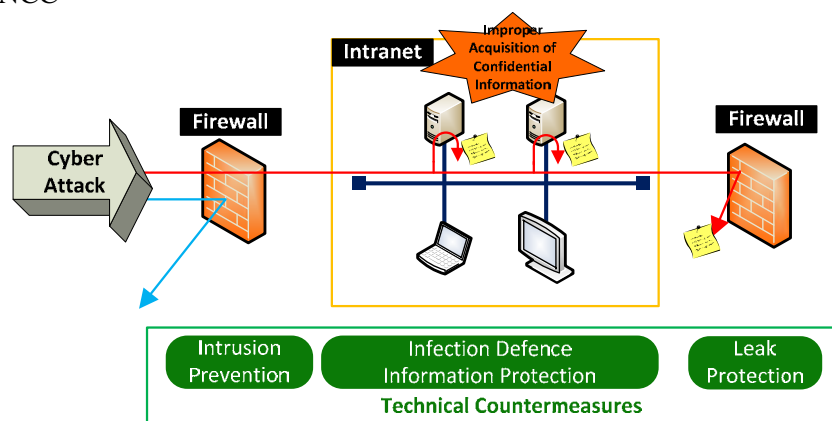 Improper
Acquisition of
Confidential
Information
Intranet
Firewall
Firewall
Cyber
Attack
Intrusion
Prevention
Infection Defence
Information Protection
Leak
Protection
Technical Countermeasures